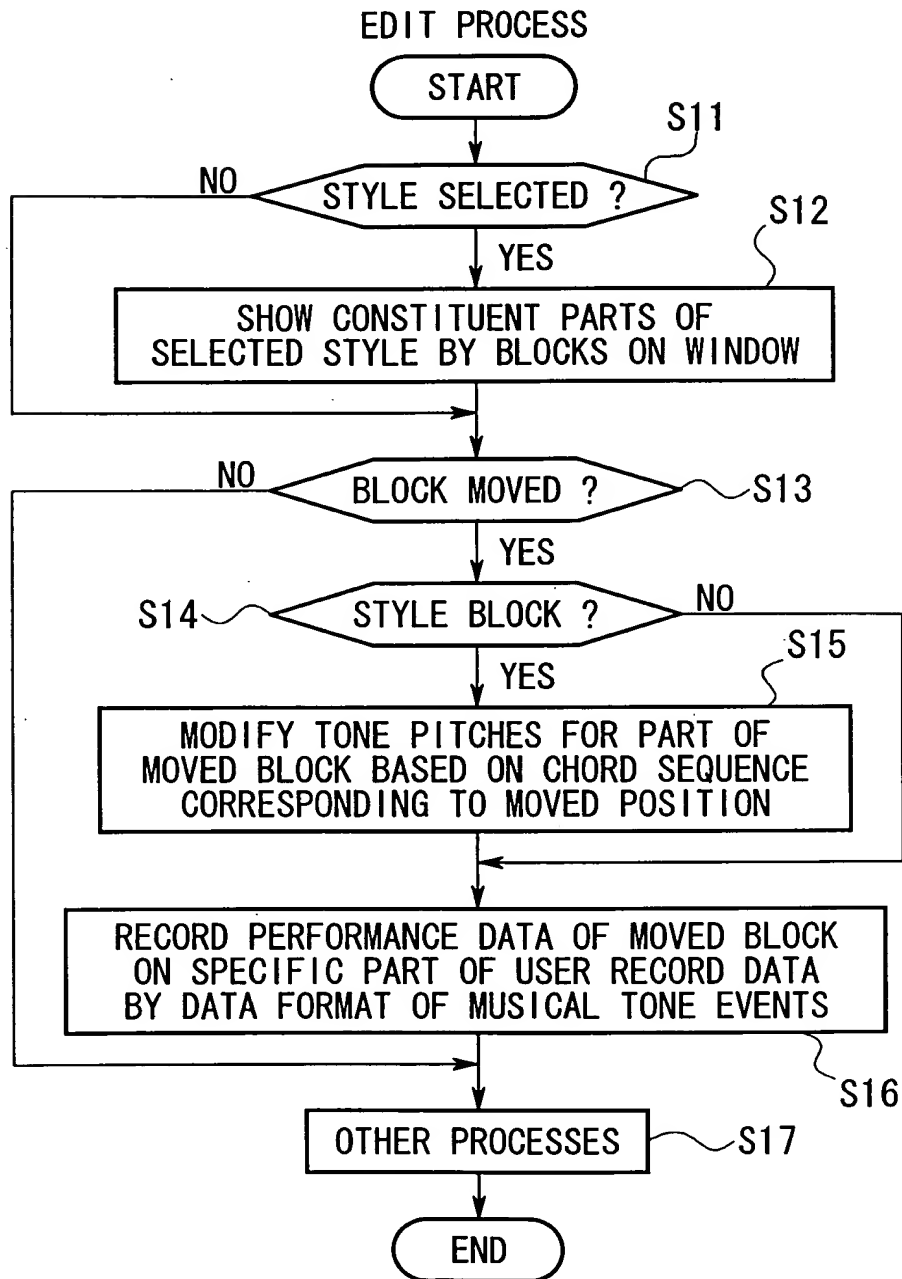 EDIT PROCESS
START
S11
NO
STYLE SELECTED ?
S12
YES
SHOW CONSTITUENT PARTS OF
SELECTED STYLE BY BLOCKS ON WINDOW
NO
BLOCK MOVED ?
S13
YES
S14
STYLE BLOCK ?
NO
S15
YES
MODIFY TONE PITCHES FOR PART OF
MOVED BLOCK BASED ON CHORD SEQUENCE
CORRESPONDING TO MOVED POSITION
RECORD PERFORMANCE DATA OF MOVED BLOCK
ON SPECIFIC PART OF USER RECORD DATA
BY DATA FORMAT OF MUSICAL TONE EVENTS
S16
OTHER PROCESSES
S17
END